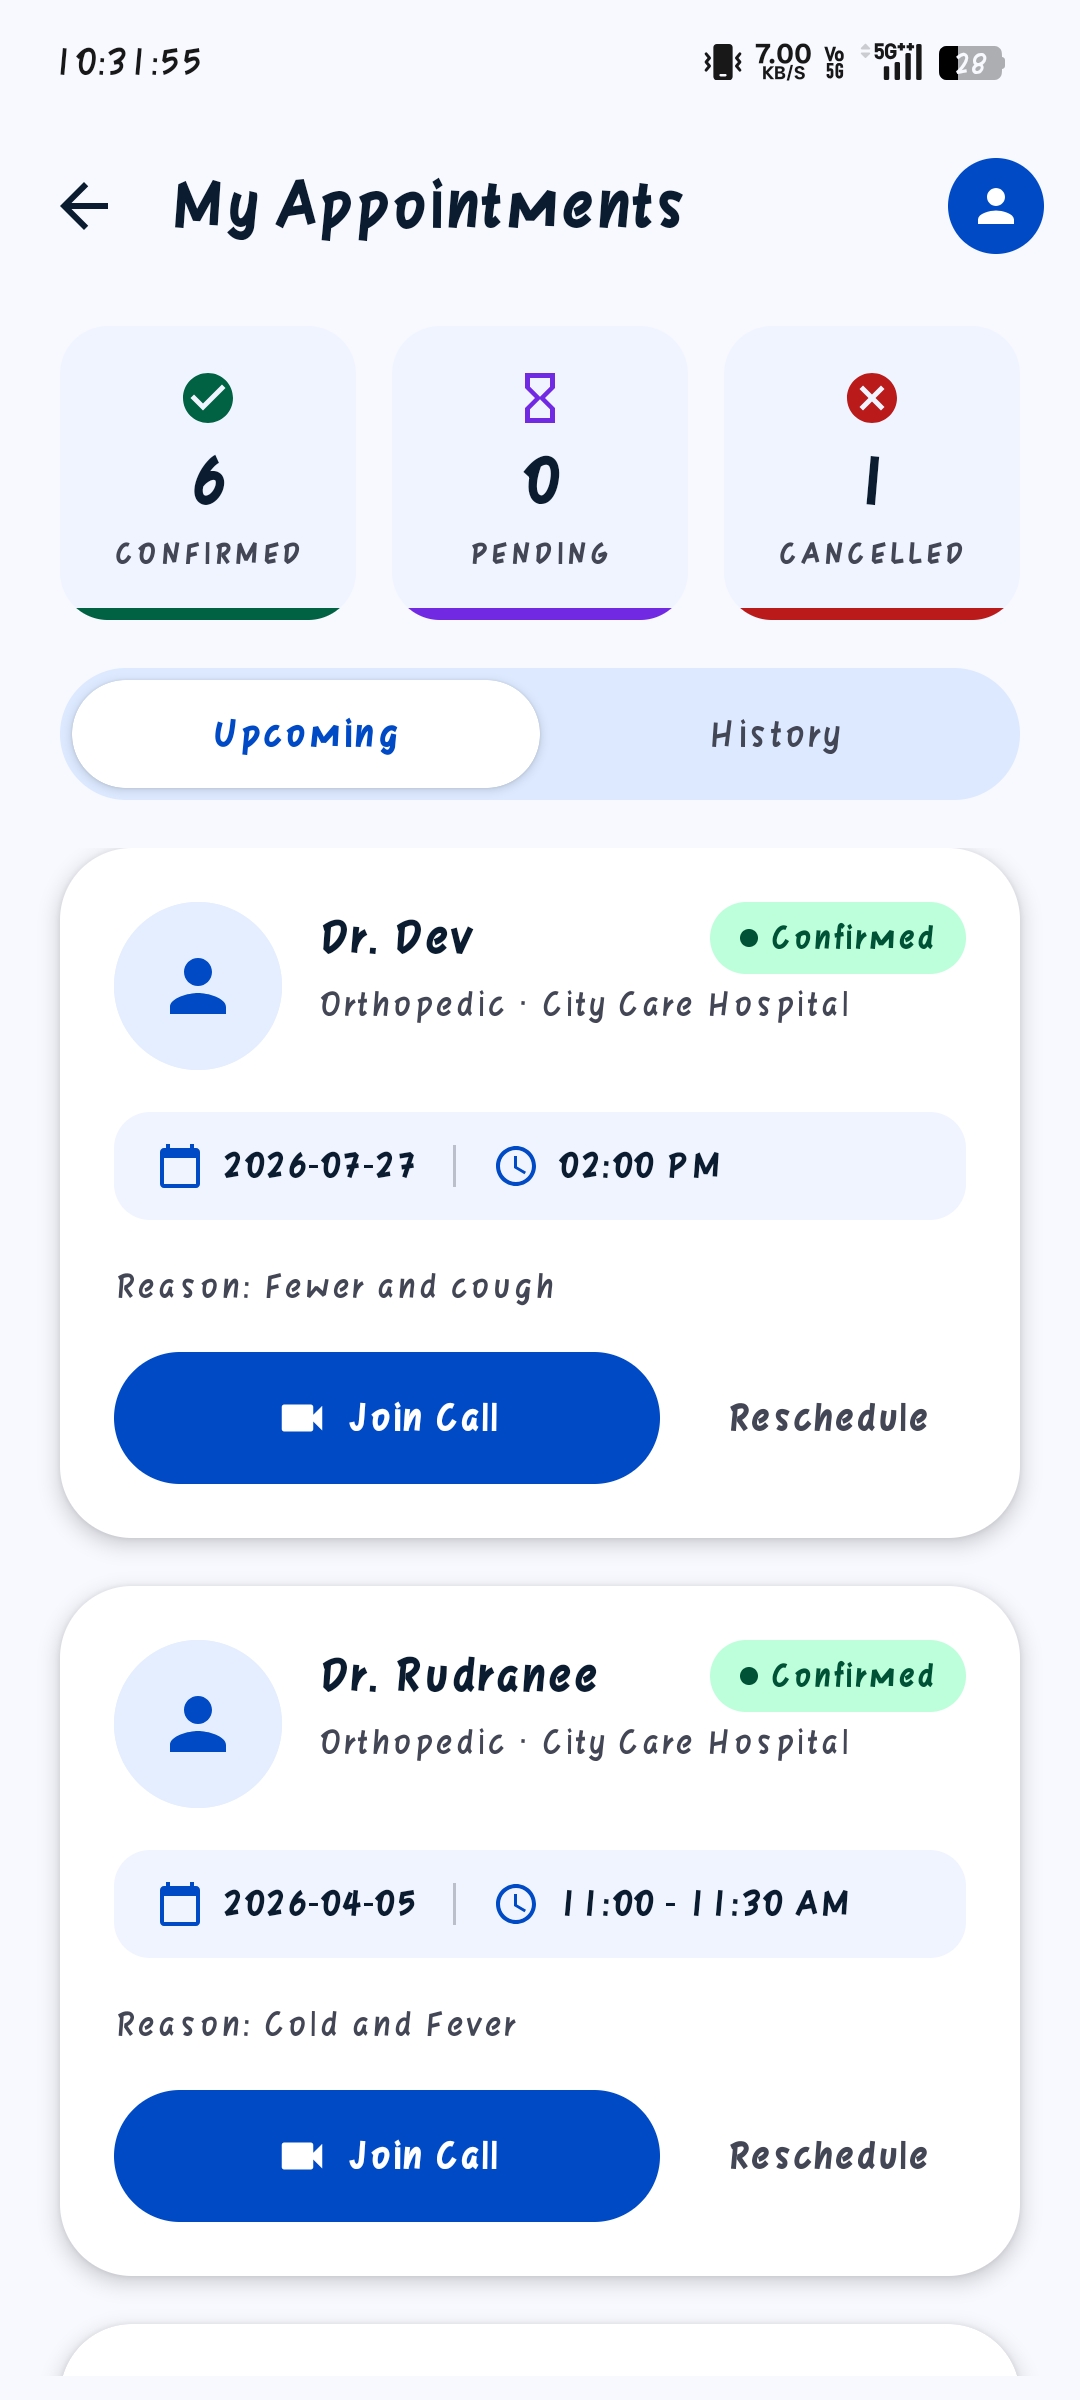 10:31:55 7.00 KB/S Vo 5G 5G++ 28
My Appointments
6 0 1
CONFIRMED PENDING CANCELLED
Upcoming History
Dr. Dev Confirmed
Orthopedic · City Care Hospital
2026-07-27 02:00 PM
Reason: Fewer and cough
Join Call Reschedule
Dr. Rudranee Confirmed
Orthopedic · City Care Hospital
2026-04-05 11:00 - 11:30 AM
Reason: Cold and Fever
Join Call Reschedule